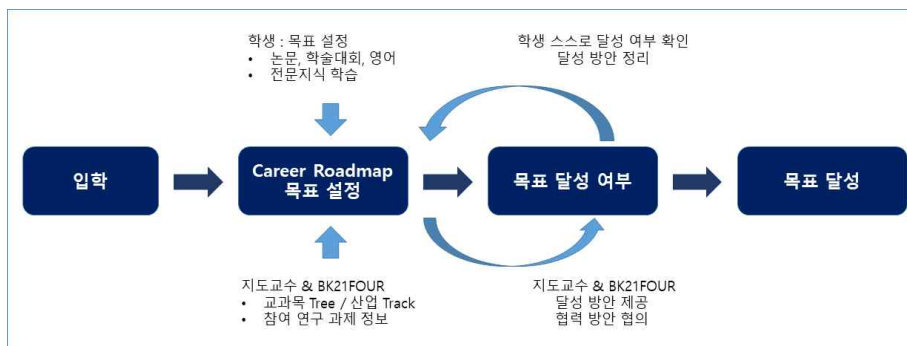 학생 : 목표 설정
• 논문, 학술대회, 영어
• 전문지식 학습
학생 스스로 달성 여부 확인
달성 방안 정리
입학
Career Roadmap
목표 설정
목표 달성 여부
목표 달성
지도교수 & BK21FOUR
• 교과목 Tree / 산업 Track
• 참여 연구 과제 정보
지도교수 & BK21FOUR
달성 방안 제공
협력 방안 협의